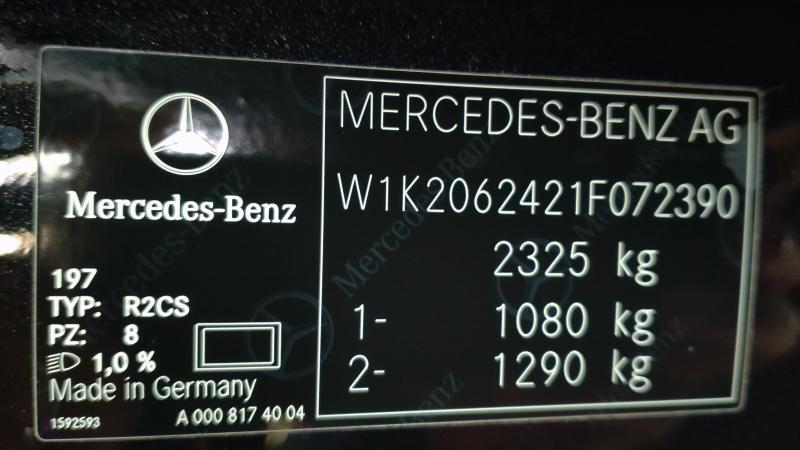 Mercedes-Benz
197
TYP: R2CS
PZ: 8
1,0 %
Made in Germany
1592593
A 000 817 40 04
MERCEDES-BENZ AG
W1K2062421F072390
2325 kg
1- 1080 kg
2- 1290 kg